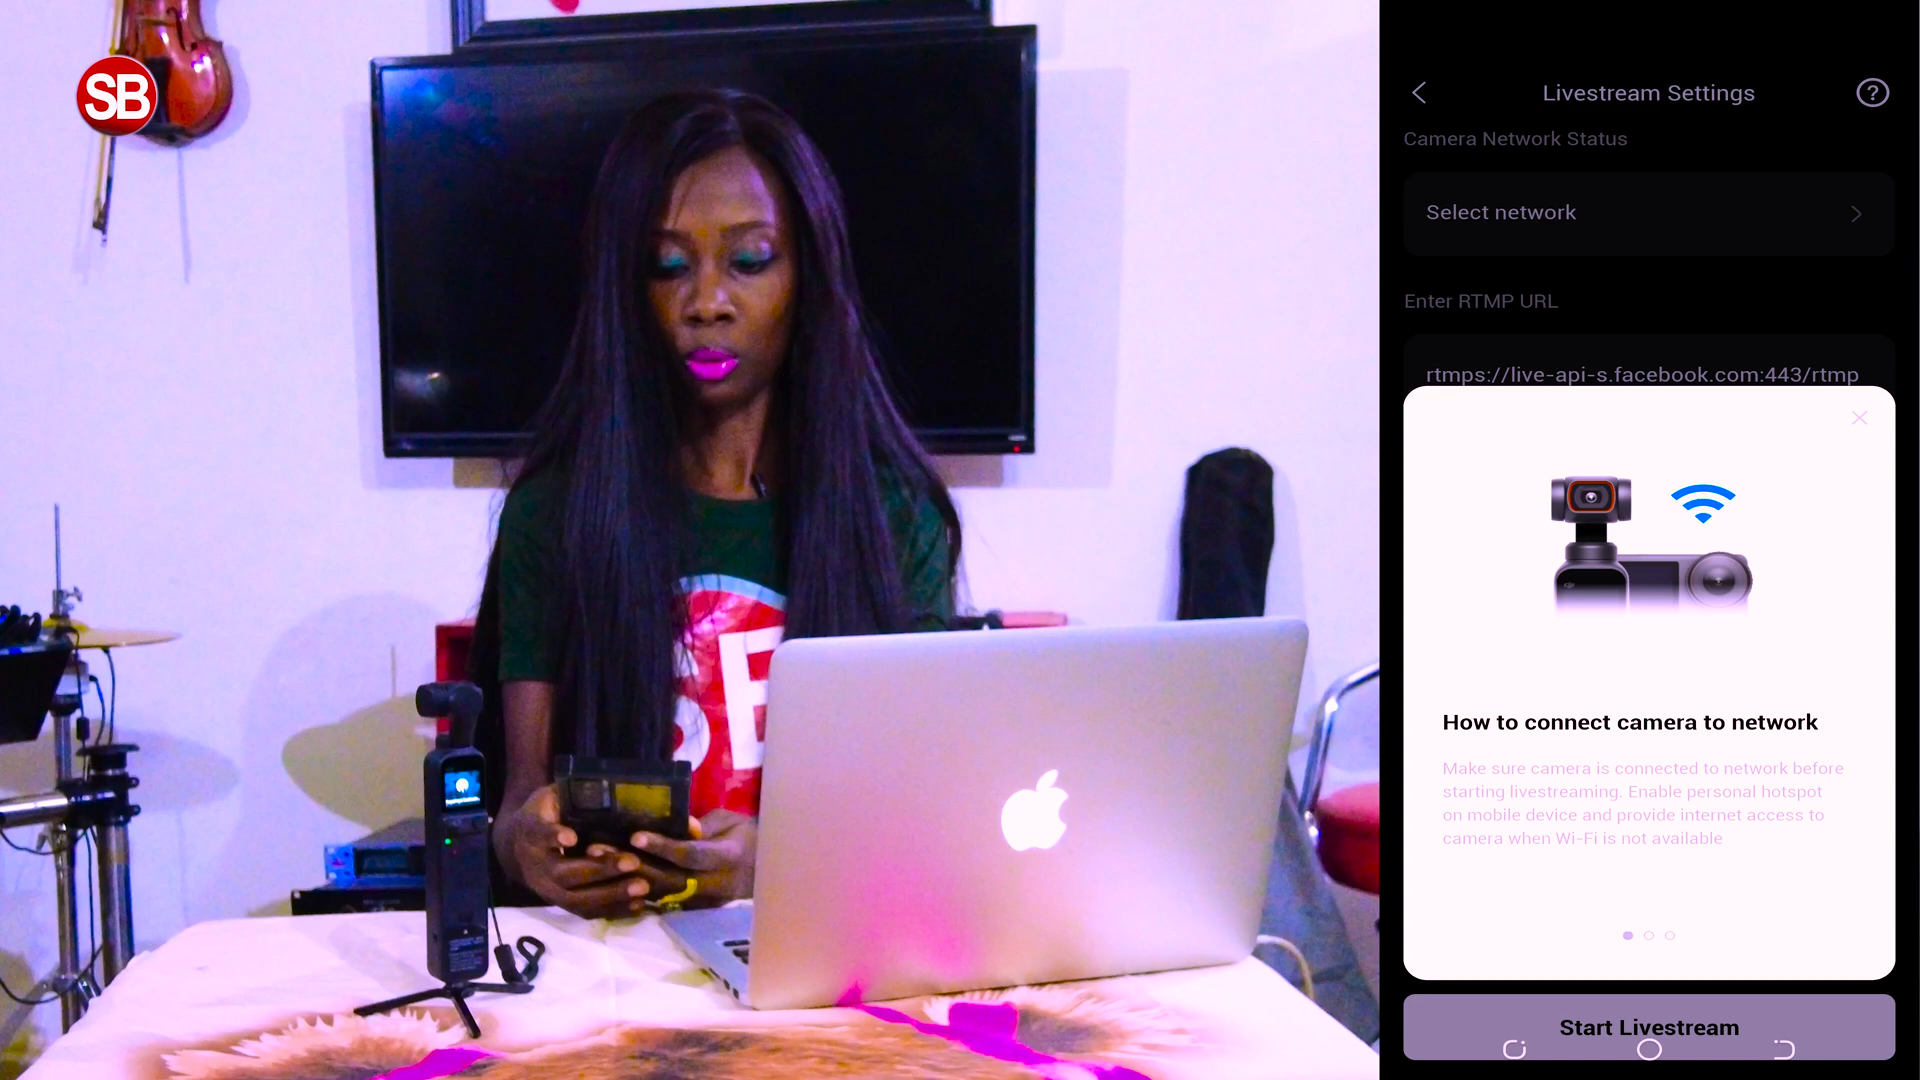 SB
Livestream Settings
?
Camera Network Status
Select network
Enter RTMP URL
rtmps://live-api-s.facebook.com:443/rtmp
How to connect camera to network
Make sure camera is connected to network before
starting livestreaming. Enable personal hotspot
on mobile device and provide internet access to
camera when Wi-Fi is not available
Start Livestream